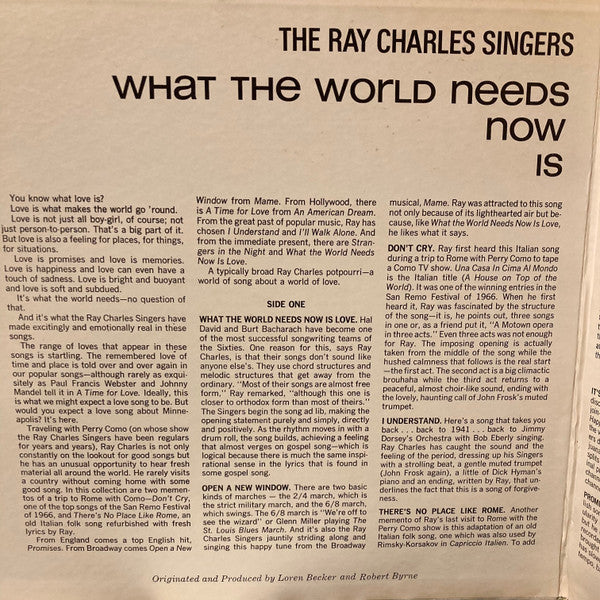 THE RAY CHARLES SINGERS
WHAT THE WORLD NEEDS
NOW
IS
You know what love is?
Love is what makes the world go 'round.
Love is not just all boy-girl, of course; not
just person-to-person. That's a big part of it.
But love is also a feeling for places, for things,
for situations.
Love is promises and love is memories.
Love is happiness and love can even have a
touch of sadness. Love is bright and buoyant
and love is soft and subdued.
It's what the world needs—no question of
that.
And it's what the Ray Charles Singers have
made excitingly and emotionally real in these
songs.
The range of loves that appear in these
songs is startling. The remembered love of
time and place is told over and over again in
our popular songs—although rarely as exqui-
sitely as Paul Francis Webster and Johnny
Mandel tell it in A Time for Love. Ideally, this
is what we might expect a love song to be. But
would you expect a love song about Minne-
apolis? It's here.
Traveling with Perry Como (on whose show
the Ray Charles Singers have been regulars
for years and years), Ray Charles is not only
constantly on the lookout for good songs but
he has an unusual opportunity to hear fresh
material all around the world. He rarely visits
a country without coming home with some
good song. In this collection are two memen-
tos of a trip to Rome with Como—Don't Cry,
one of the top songs of the San Remo Festival
of 1966, and There's No Place Like Rome, an
old Italian folk song refurbished with fresh
lyrics by Ray.
From England comes a top English hit,
Promises. From Broadway comes Open a New
Window from Mame. From Hollywood, there
is A Time for Love from An American Dream.
From the great past of popular music, Ray has
chosen I Understand and I'll Walk Alone. And
from the immediate present, there are Stran-
gers in the Night and What the World Needs
Now Is Love.
A typically broad Ray Charles potpourri—a
world of song about a world of love.
SIDE ONE
WHAT THE WORLD NEEDS NOW IS LOVE. Hal
David and Burt Bacharach have become one
of the most successful songwriting teams of
the Sixties. One reason for this, says Ray
Charles, is that their songs don't sound like
anyone else's. They use chord structures and
melodic structures that get away from the
ordinary. "Most of their songs are almost free
form," Ray remarked, "although this one is
closer to orthodox form than most of theirs."
The Singers begin the song ad lib, making the
opening statement purely and simply, directly
and positively. As the rhythm moves in with a
drum roll, the song builds, achieving a feeling
that almost verges on gospel song—which is
logical because there is much the same inspi-
rational sense in the lyrics that is found in
some gospel song.
OPEN A NEW WINDOW. There are two basic
kinds of marches — the 2/4 march, which is
the strict military march, and the 6/8 march,
which swings. The 6/8 march is "We're off to
see the wizard" or Glenn Miller playing The
St. Louis Blues March. And it's also the Ray
Charles Singers jauntily striding along and
singing this happy tune from the Broadway
musical, Mame. Ray was attracted to this song
not only because of its lighthearted air but be-
cause, like What the World Needs Now Is Love,
he likes what it says.
DON'T CRY. Ray first heard this Italian song
during a trip to Rome with Perry Como to tape
a Como TV show. Una Casa In Cima Al Mondo
is the Italian title (A House on Top of the
World). It was one of the winning entries in the
San Remo Festival of 1966. When he first
heard it, Ray was fascinated by the structure
of the song—it is, he points out, three songs
in one, or, as a friend put it, "A Motown opera
in three acts." Even three acts was not enough
for Ray. The imposing opening is actually
taken from the middle of the song while the
hushed calmness that follows is the real start
—the first act. The second act is a big climactic
brouhaha while the third act returns to a
peaceful, almost choir-like sound, ending with
the lovely, haunting call of John Frosk's muted
trumpet.
I UNDERSTAND. Here's a song that takes you
back . . . back to 1941 . . . back to Jimmy
Dorsey's Orchestra with Bob Eberly singing.
Ray Charles has caught the sound and the
feeling of the period, dressing up his Singers
with a strolling beat, a gentle muted trumpet
(John Frosk again), a little of Dick Hyman's
piano and an ending, written by Ray, that un-
derlines the fact that this is a song of forgive-
ness.
THERE'S NO PLACE LIKE ROME. Another
memento of Ray's last visit to Rome with the
Perry Como show is this adaptation of an old
Italian folk song, one which was also used by
Rimsky-Korsakov in Capriccio Italien. To add
Originated and Produced by Loren Becker and Robert Byrne